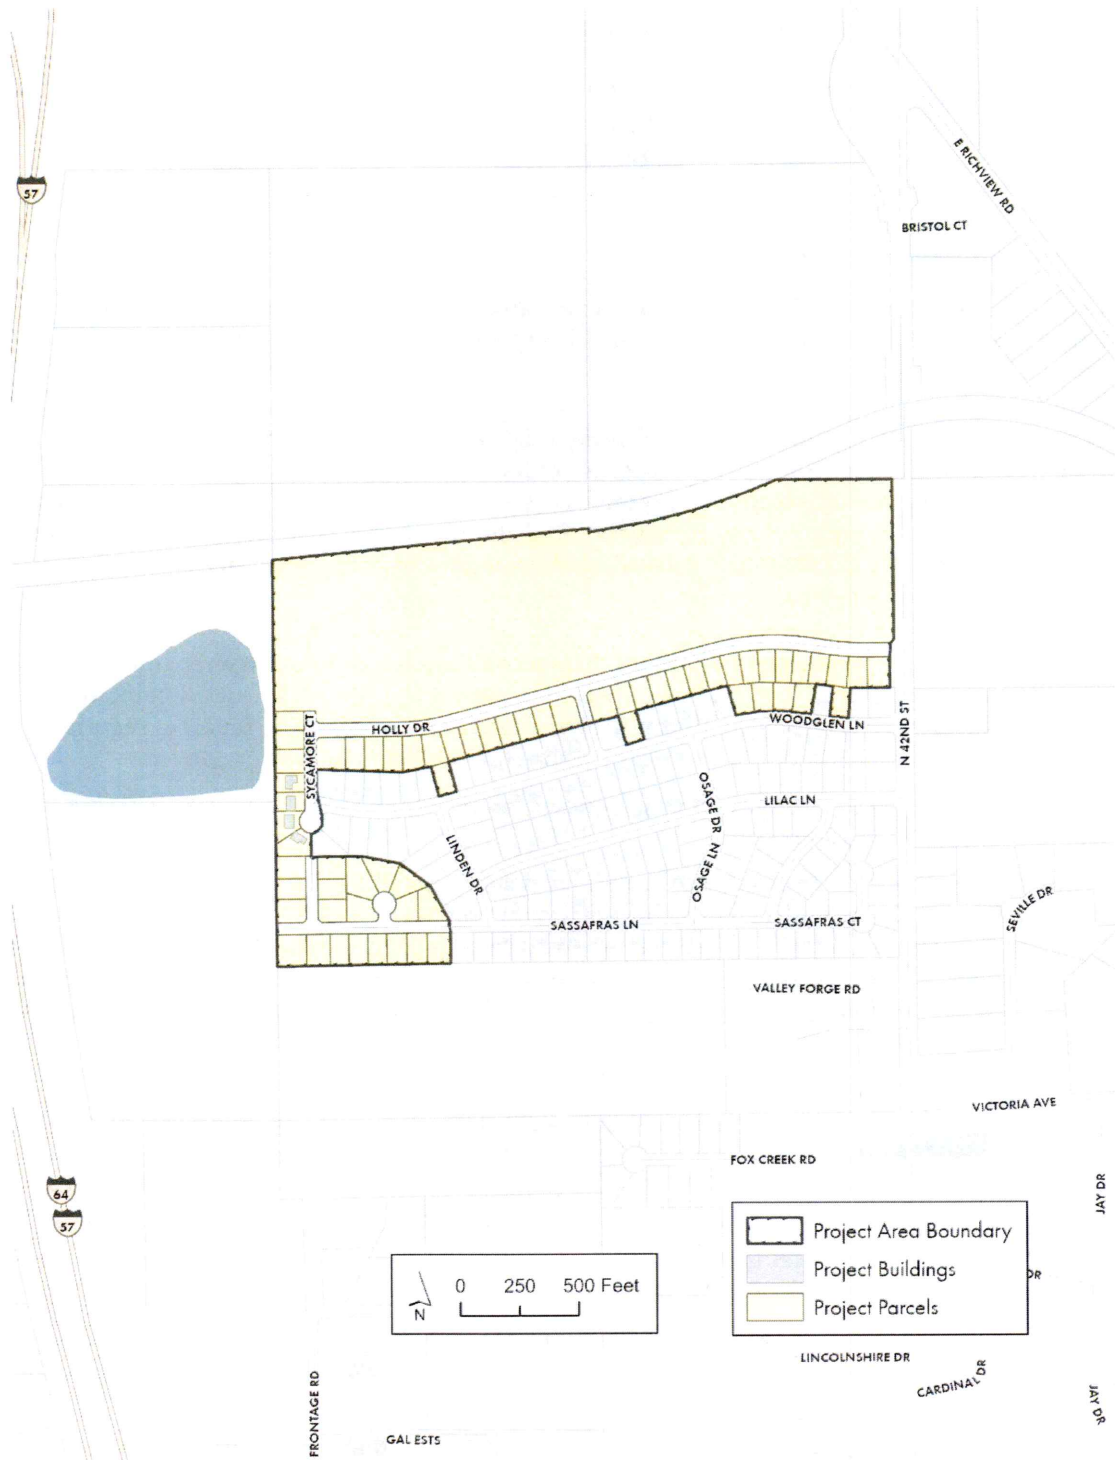 57
E RICHVIEW RD
BRISTOL CT
SYCAMORE CT
HOLLY DR
WOODGLEN LN
N 42ND ST
OSAGE DR
LILAC LN
LINDEN DR
OSAGE LN
SASSAFRAS LN
SASSAFRAS CT
SEVILLE DR
VALLEY FORGE RD
VICTORIA AVE
FOX CREEK RD
JAY DR
64
57
Project Area Boundary
Project Buildings
Project Parcels
DR
0 250 500 Feet
N
LINCOLNSHIRE DR
CARDINAL DR
JAY DR
FRONTAGE RD
GAL ESTS